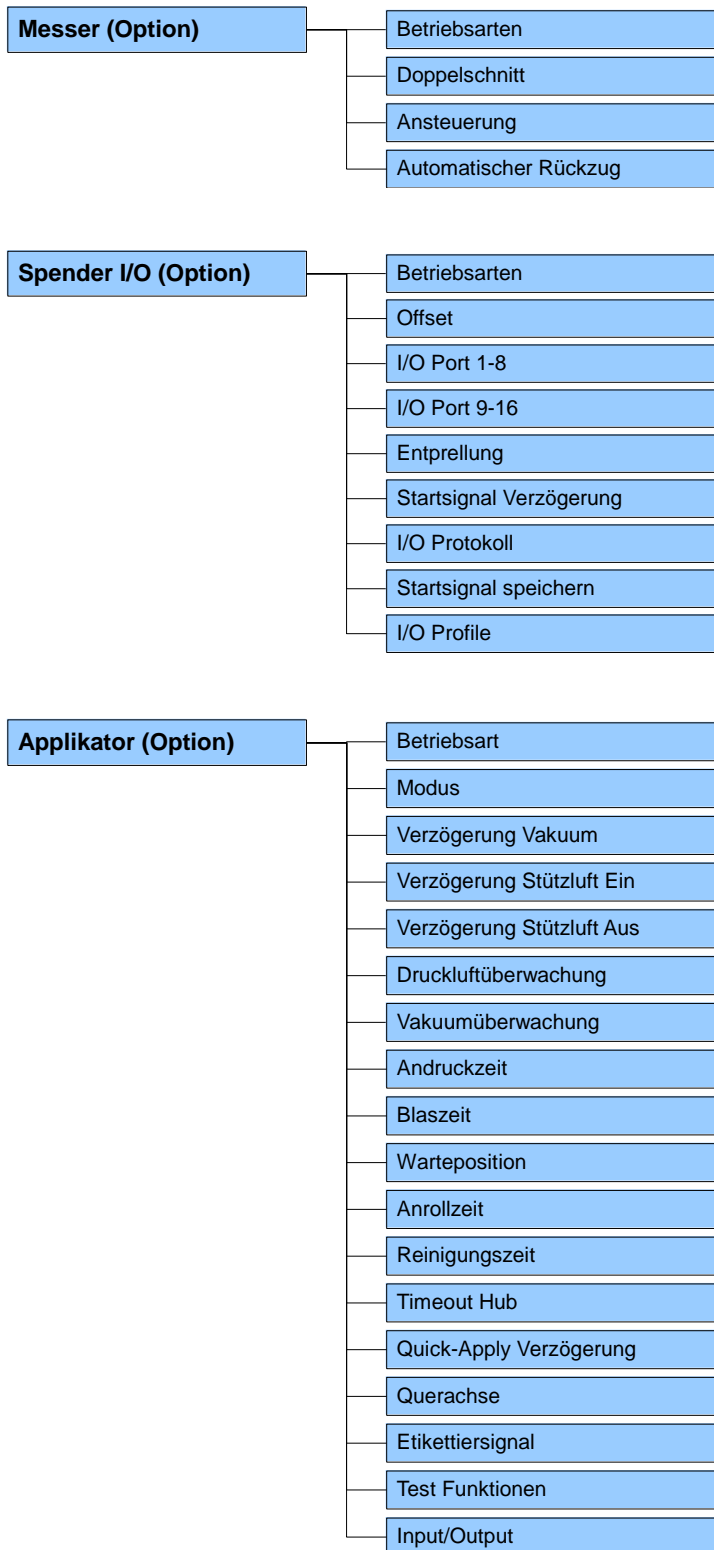 Messer (Option)
Betriebsarten
Doppelschnitt
Ansteuerung
Automatischer Rückzug
Spender I/O (Option)
Betriebsarten
Offset
I/O Port 1-8
I/O Port 9-16
Entprellung
Startsignal Verzögerung
I/O Protokoll
Startsignal speichern
I/O Profile
Applikator (Option)
Betriebsart
Modus
Verzögerung Vakuum
Verzögerung Stützluft Ein
Verzögerung Stützluft Aus
Druckluftüberwachung
Vakuumüberwachung
Andruckzeit
Blaszeit
Warteposition
Anrollzeit
Reinigungszeit
Timeout Hub
Quick-Apply Verzögerung
Querachse
Etikettiersignal
Test Funktionen
Input/Output